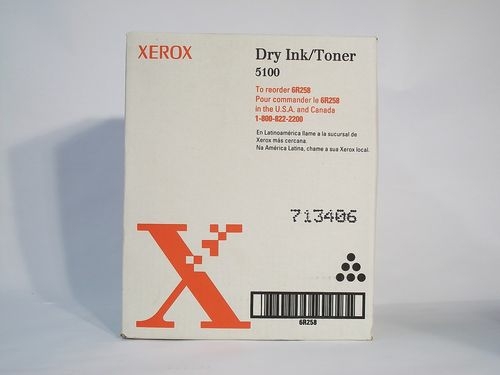 XEROX
Dry Ink/Toner
5100
To reorder 6R258
Pour commander le 6R258
in the U.S.A. and Canada
1-800-822-2200
En Latinoamérica llame a la sucursal de
Xerox más cercana.
Na América Latina, chame a sua Xerox local.
713406
6R258